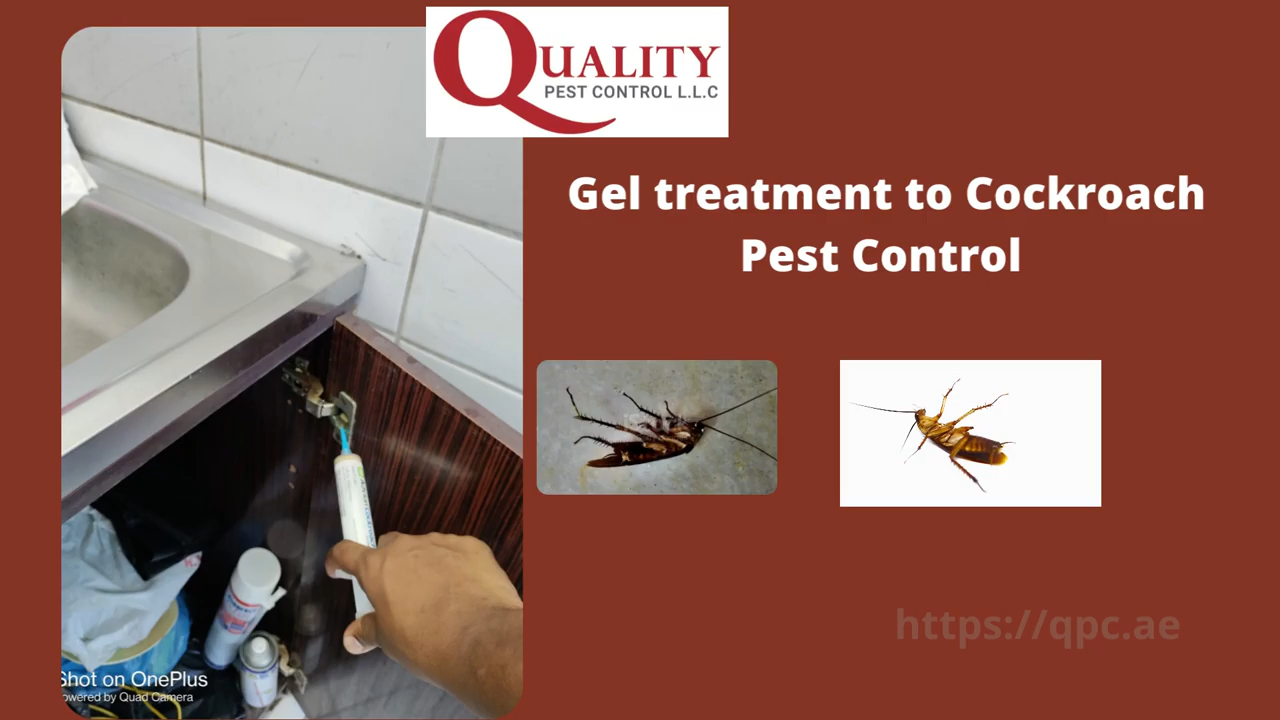 QUALITY
PEST CONTROL L.L.C
Gel treatment to Cockroach
Pest Control
https://qpc.ae
Shot on OnePlus
owered by Quad Camera